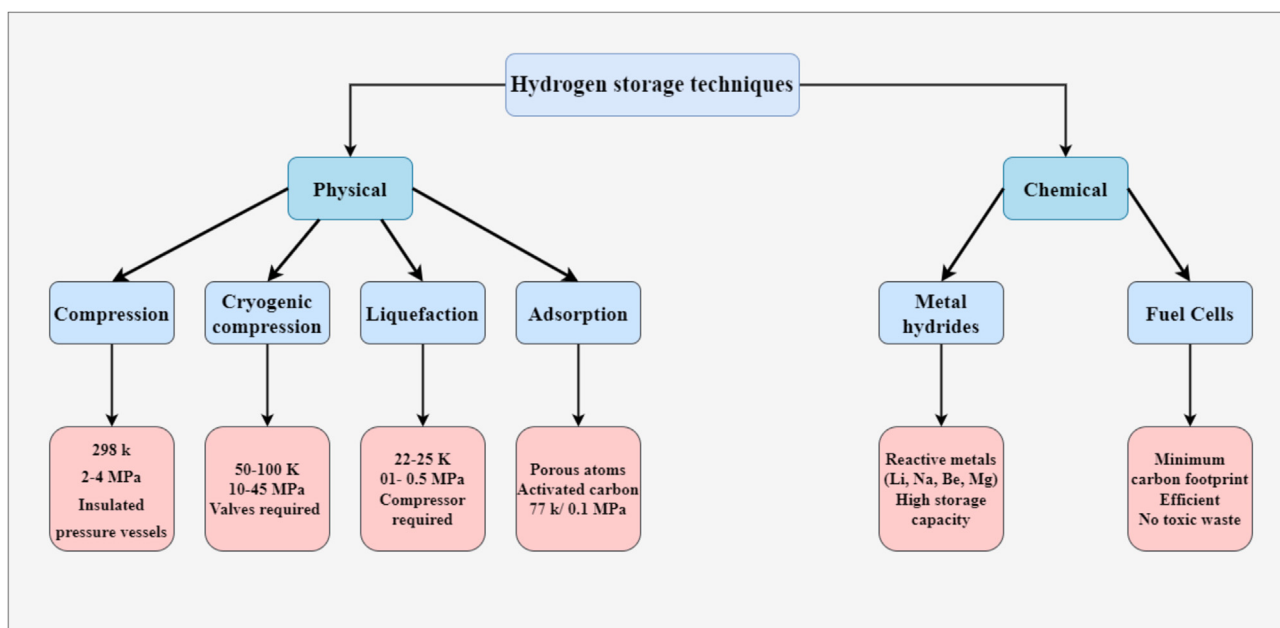 Hydrogen storage techniques
Physical
Chemical
Compression
Cryogenic
compression
Liquefaction
Adsorption
Metal
hydrides
Fuel Cells
298 k
2-4 MPa
Insulated
pressure vessels
50-100 K
10-45 MPa
Valves required
22-25 K
01- 0.5 MPa
Compressor
required
Porous atoms
Activated carbon
77 k/ 0.1 MPa
Reactive metals
(Li, Na, Be, Mg)
High storage
capacity
Minimum
carbon footprint
Efficient
No toxic waste